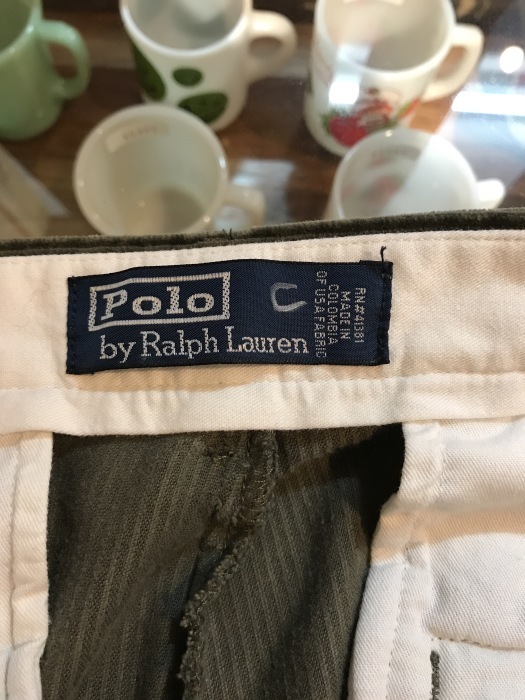 Polo
by Ralph Lauren
C
RN#41381
MADE IN
COLOMBIA
OF USA FABRIC